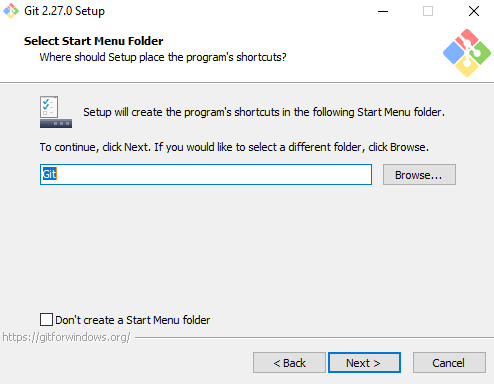 Git 2.27.0 Setup
Select Start Menu Folder
Where should Setup place the program's shortcuts?
Setup will create the program's shortcuts in the following Start Menu folder.
To continue, click Next. If you would like to select a different folder, click Browse.
Git
Browse...
Don't create a Start Menu folder
https://gitforwindows.org/
< Back
Next >
Cancel